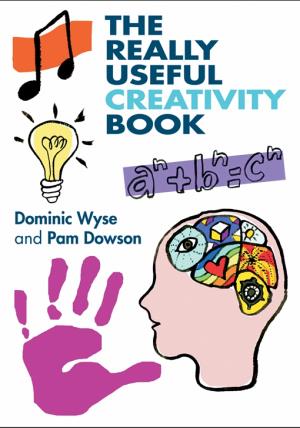 THE
REALLY
USEFUL
CREATIVITY
BOOK
aⁿ+bⁿ=cⁿ
Dominic Wyse
and Pam Dowson